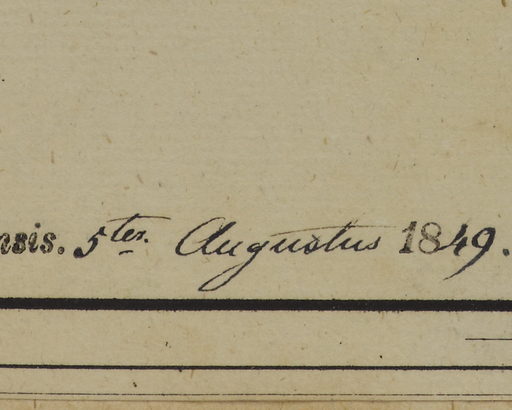 nsis. 5ter. Augustus 1849.